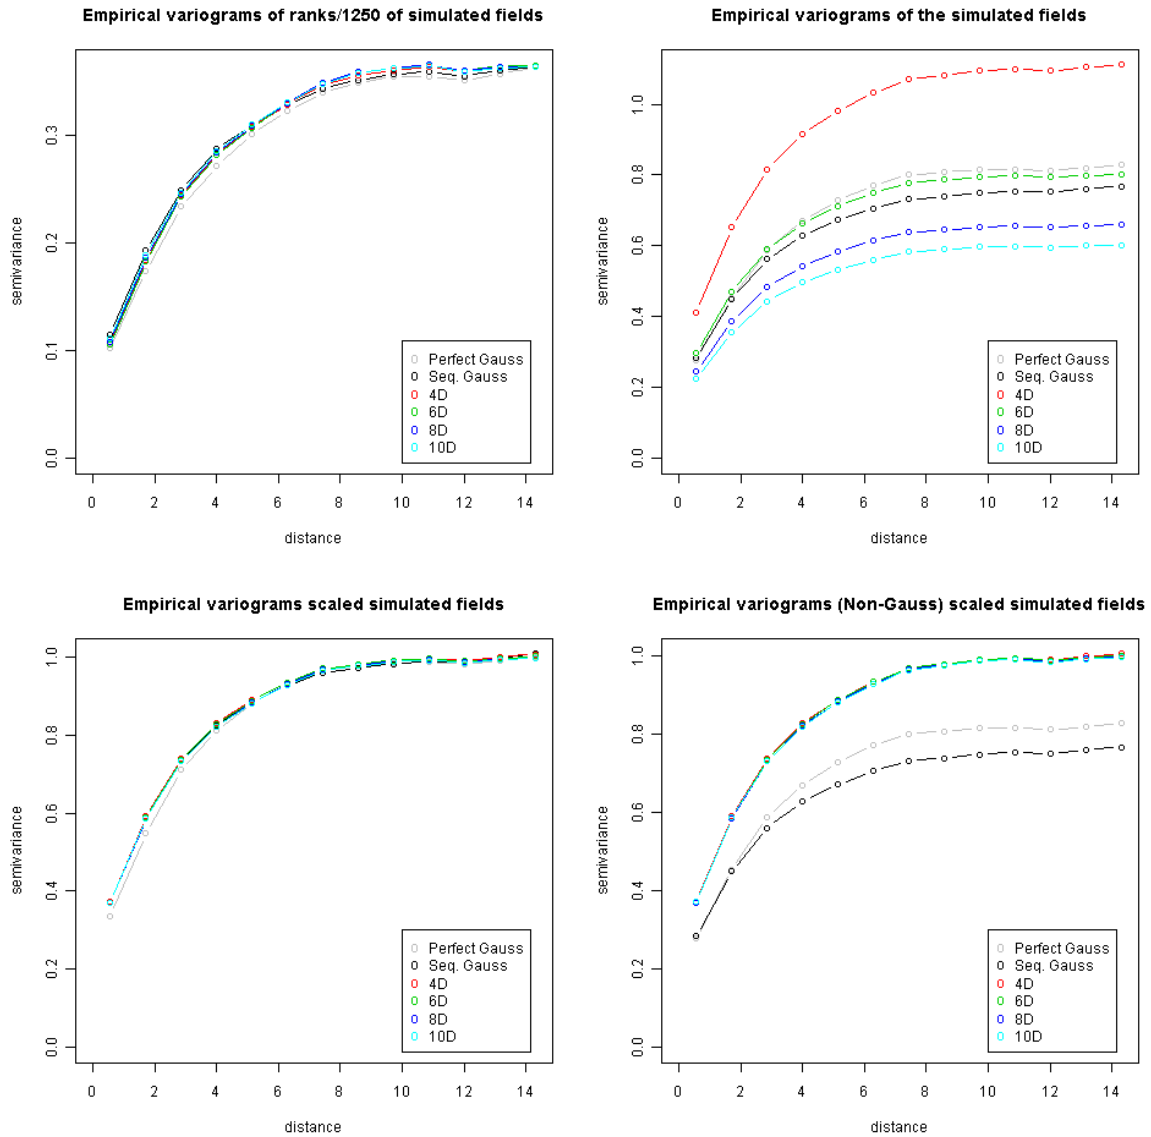 Empirical variograms of ranks/1250 of simulated fields
semivariance
0.0 0.1 0.2 0.3
Perfect Gauss
Seq. Gauss
4D
6D
8D
10D
0 2 4 6 8 10 12 14
distance
Empirical variograms of the simulated fields
semivariance
0.0 0.2 0.4 0.6 0.8 1.0
Perfect Gauss
Seq. Gauss
4D
6D
8D
10D
0 2 4 6 8 10 12 14
distance
Empirical variograms scaled simulated fields
semivariance
0.0 0.2 0.4 0.6 0.8 1.0
Perfect Gauss
Seq. Gauss
4D
6D
8D
10D
0 2 4 6 8 10 12 14
distance
Empirical variograms (Non-Gauss) scaled simulated fields
semivariance
0.0 0.2 0.4 0.6 0.8 1.0
Perfect Gauss
Seq. Gauss
4D
6D
8D
10D
0 2 4 6 8 10 12 14
distance